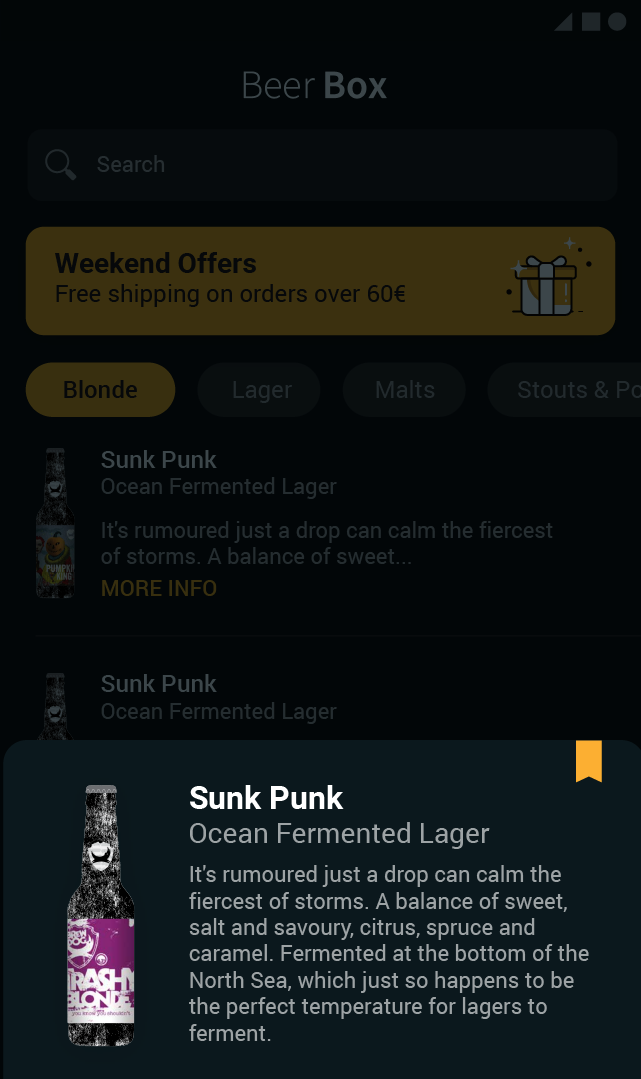 Beer Box
Search
Weekend Offers
Free shipping on orders over 60€
Blonde
Lager
Malts
Stouts & Po
Sunk Punk
Ocean Fermented Lager
It's rumoured just a drop can calm the fiercest
of storms. A balance of sweet...
MORE INFO
PUMPKI
KING
Sunk Punk
Ocean Fermented Lager
Sunk Punk
Ocean Fermented Lager
It's rumoured just a drop can calm the
fiercest of storms. A balance of sweet,
salt and savoury, citrus, spruce and
caramel. Fermented at the bottom of the
North Sea, which just so happens to be
the perfect temperature for lagers to
ferment.
BREW
DOG
TRASHY
BLONDE
you know you shouldn't